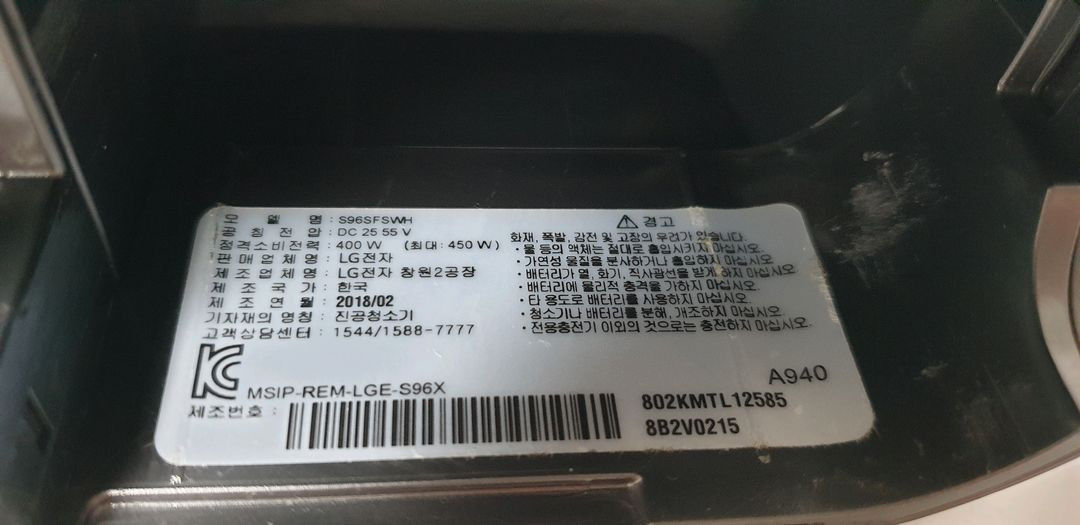 모 델 명 : S96SFSWH
공 칭 전 압 : DC 25 55 V
정격소비전력 : 400 W (최대: 450 W)
판매업체명 : LG전자
제조업체명 : LG전자 창원2공장
제 조 국 가 : 한국
제 조 연 월 : 2018/02
기자재의 명칭 : 진공청소기
고객상담센터 : 1544/1588-7777
⚠ 경고
화재, 폭발, 감전 및 고장의 우려가 있습니다.
· 물 등의 액체는 절대로 흡입시키지 마십시오.
· 가연성 물질을 분사하거나 흡입하지 마십시오
· 배터리가 열, 화기, 직사광선을 받게 하지 마십시오
· 배터리에 물리적 충격을 가하지 마십시오.
· 타 용도로 배터리를 사용하지 마십시오.
· 청소기나 배터리를 분해, 개조하지 마십시오
· 전용충전기 이외의 것으로는 충전하지 마십시오.
KC
MSIP-REM-LGE-S96X
A940
제조번호 :
802KMTL12585
8B2V0215